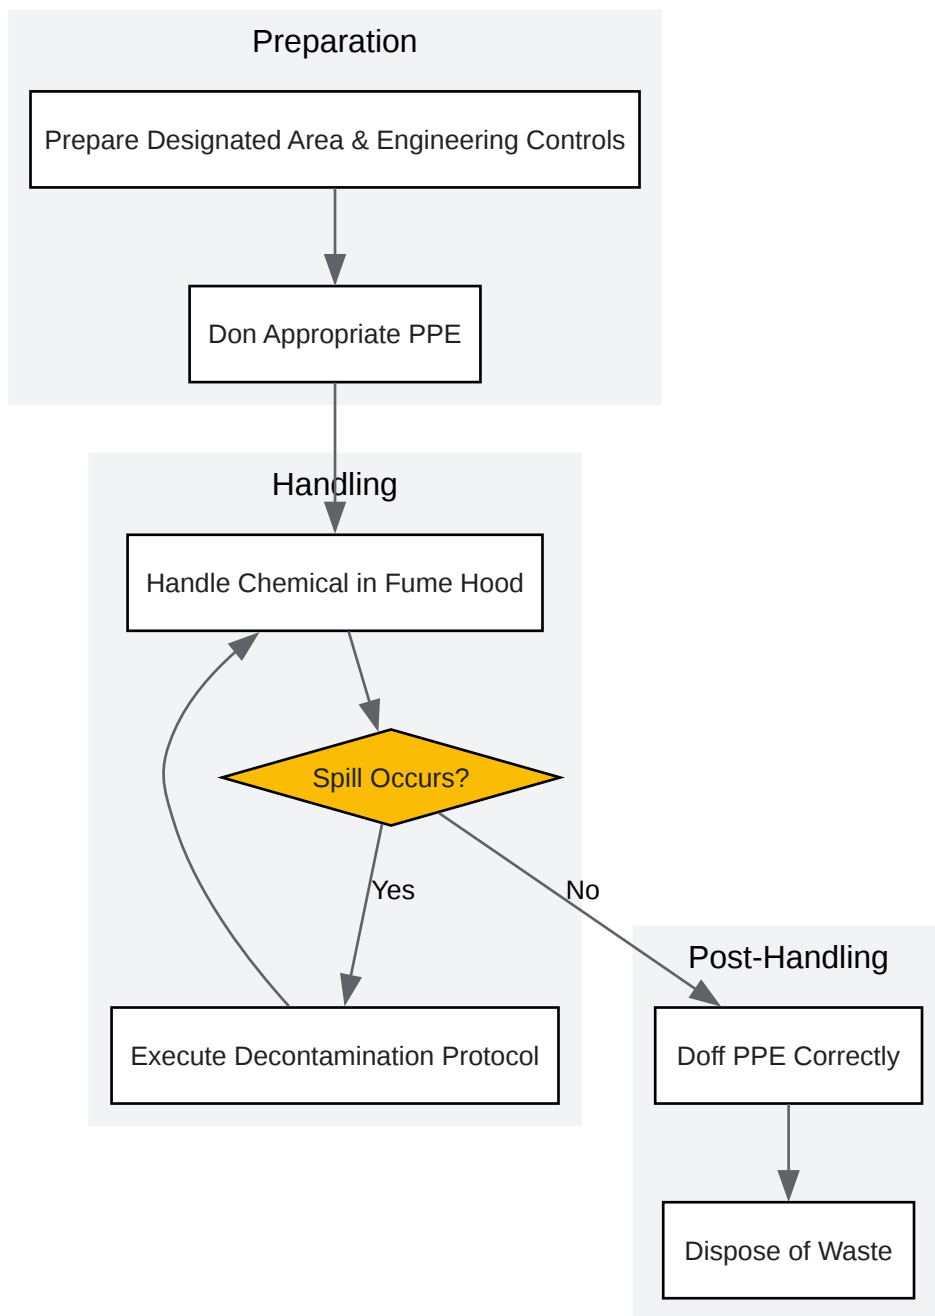 Preparation
Prepare Designated Area & Engineering Controls
Don Appropriate PPE
Handling
Handle Chemical in Fume Hood
Spill Occurs?
Yes
No
Post-Handling
Execute Decontamination Protocol
Doff PPE Correctly
Dispose of Waste